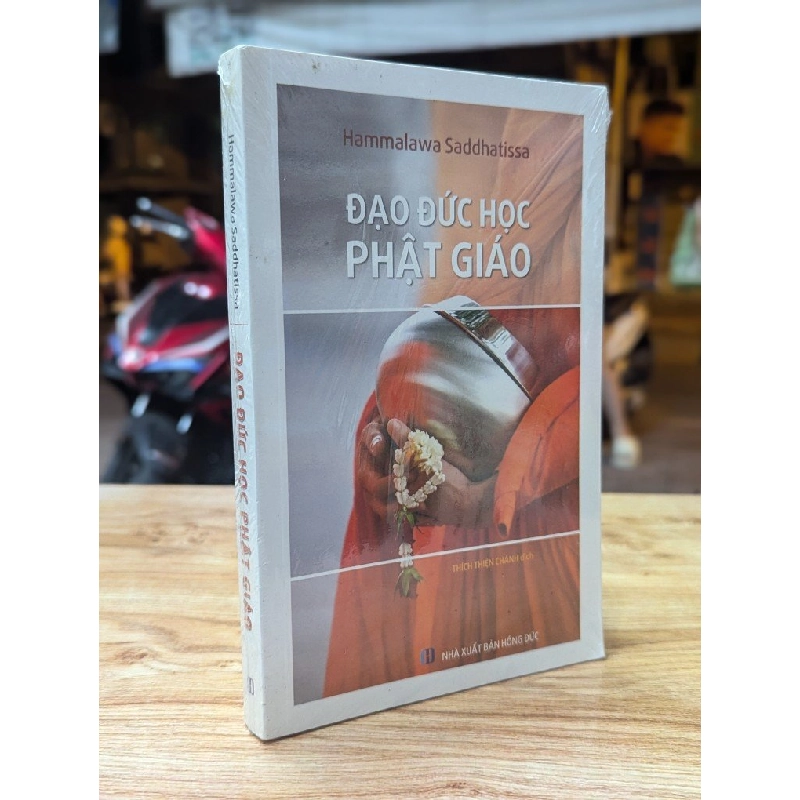 Hammalawa Saddhatissa
ĐẠO ĐỨC HỌC
PHẬT GIÁO
THÍCH THIỆN CHÁNH dịch
NHÀ XUẤT BẢN HỒNG ĐỨC
Hammalawa Saddhatissa
ĐẠO ĐỨC HỌC PHẬT GIÁO